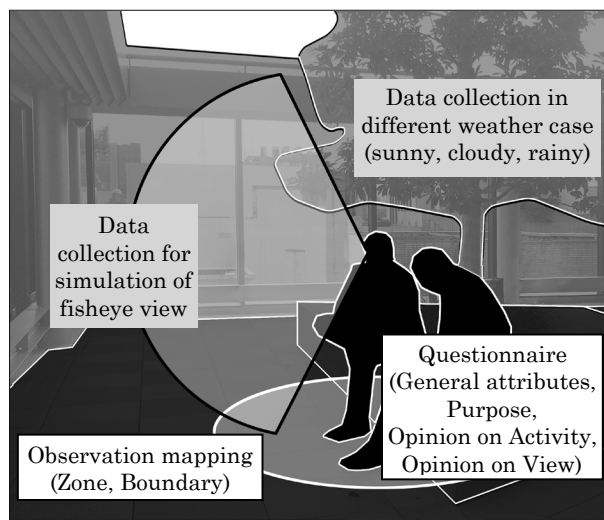 Data collection in
different weather case
(sunny, cloudy, rainy)
Data
collection for
simulation of
fisheye view
Questionnaire
(General attributes,
Purpose,
Opinion on Activity,
Opinion on View)
Observation mapping
(Zone, Boundary)